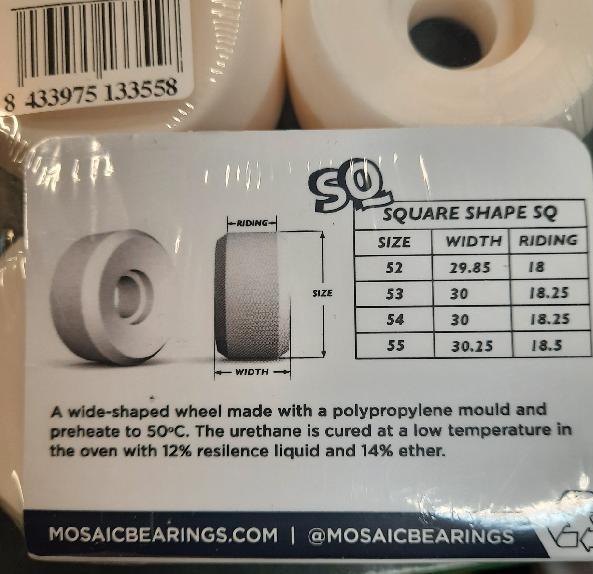 8 433975 133558
SQ
SQUARE SHAPE SQ
SIZE WIDTH RIDING
52 29.85 18
53 30 18.25
54 30 18.25
55 30.25 18.5
RIDING
SIZE
WIDTH
A wide-shaped wheel made with a polypropylene mould and
preheate to 50ºC. The urethane is cured at a low temperature in
the oven with 12% resilence liquid and 14% ether.
MOSAICBEARINGS.COM | @MOSAICBEARINGS